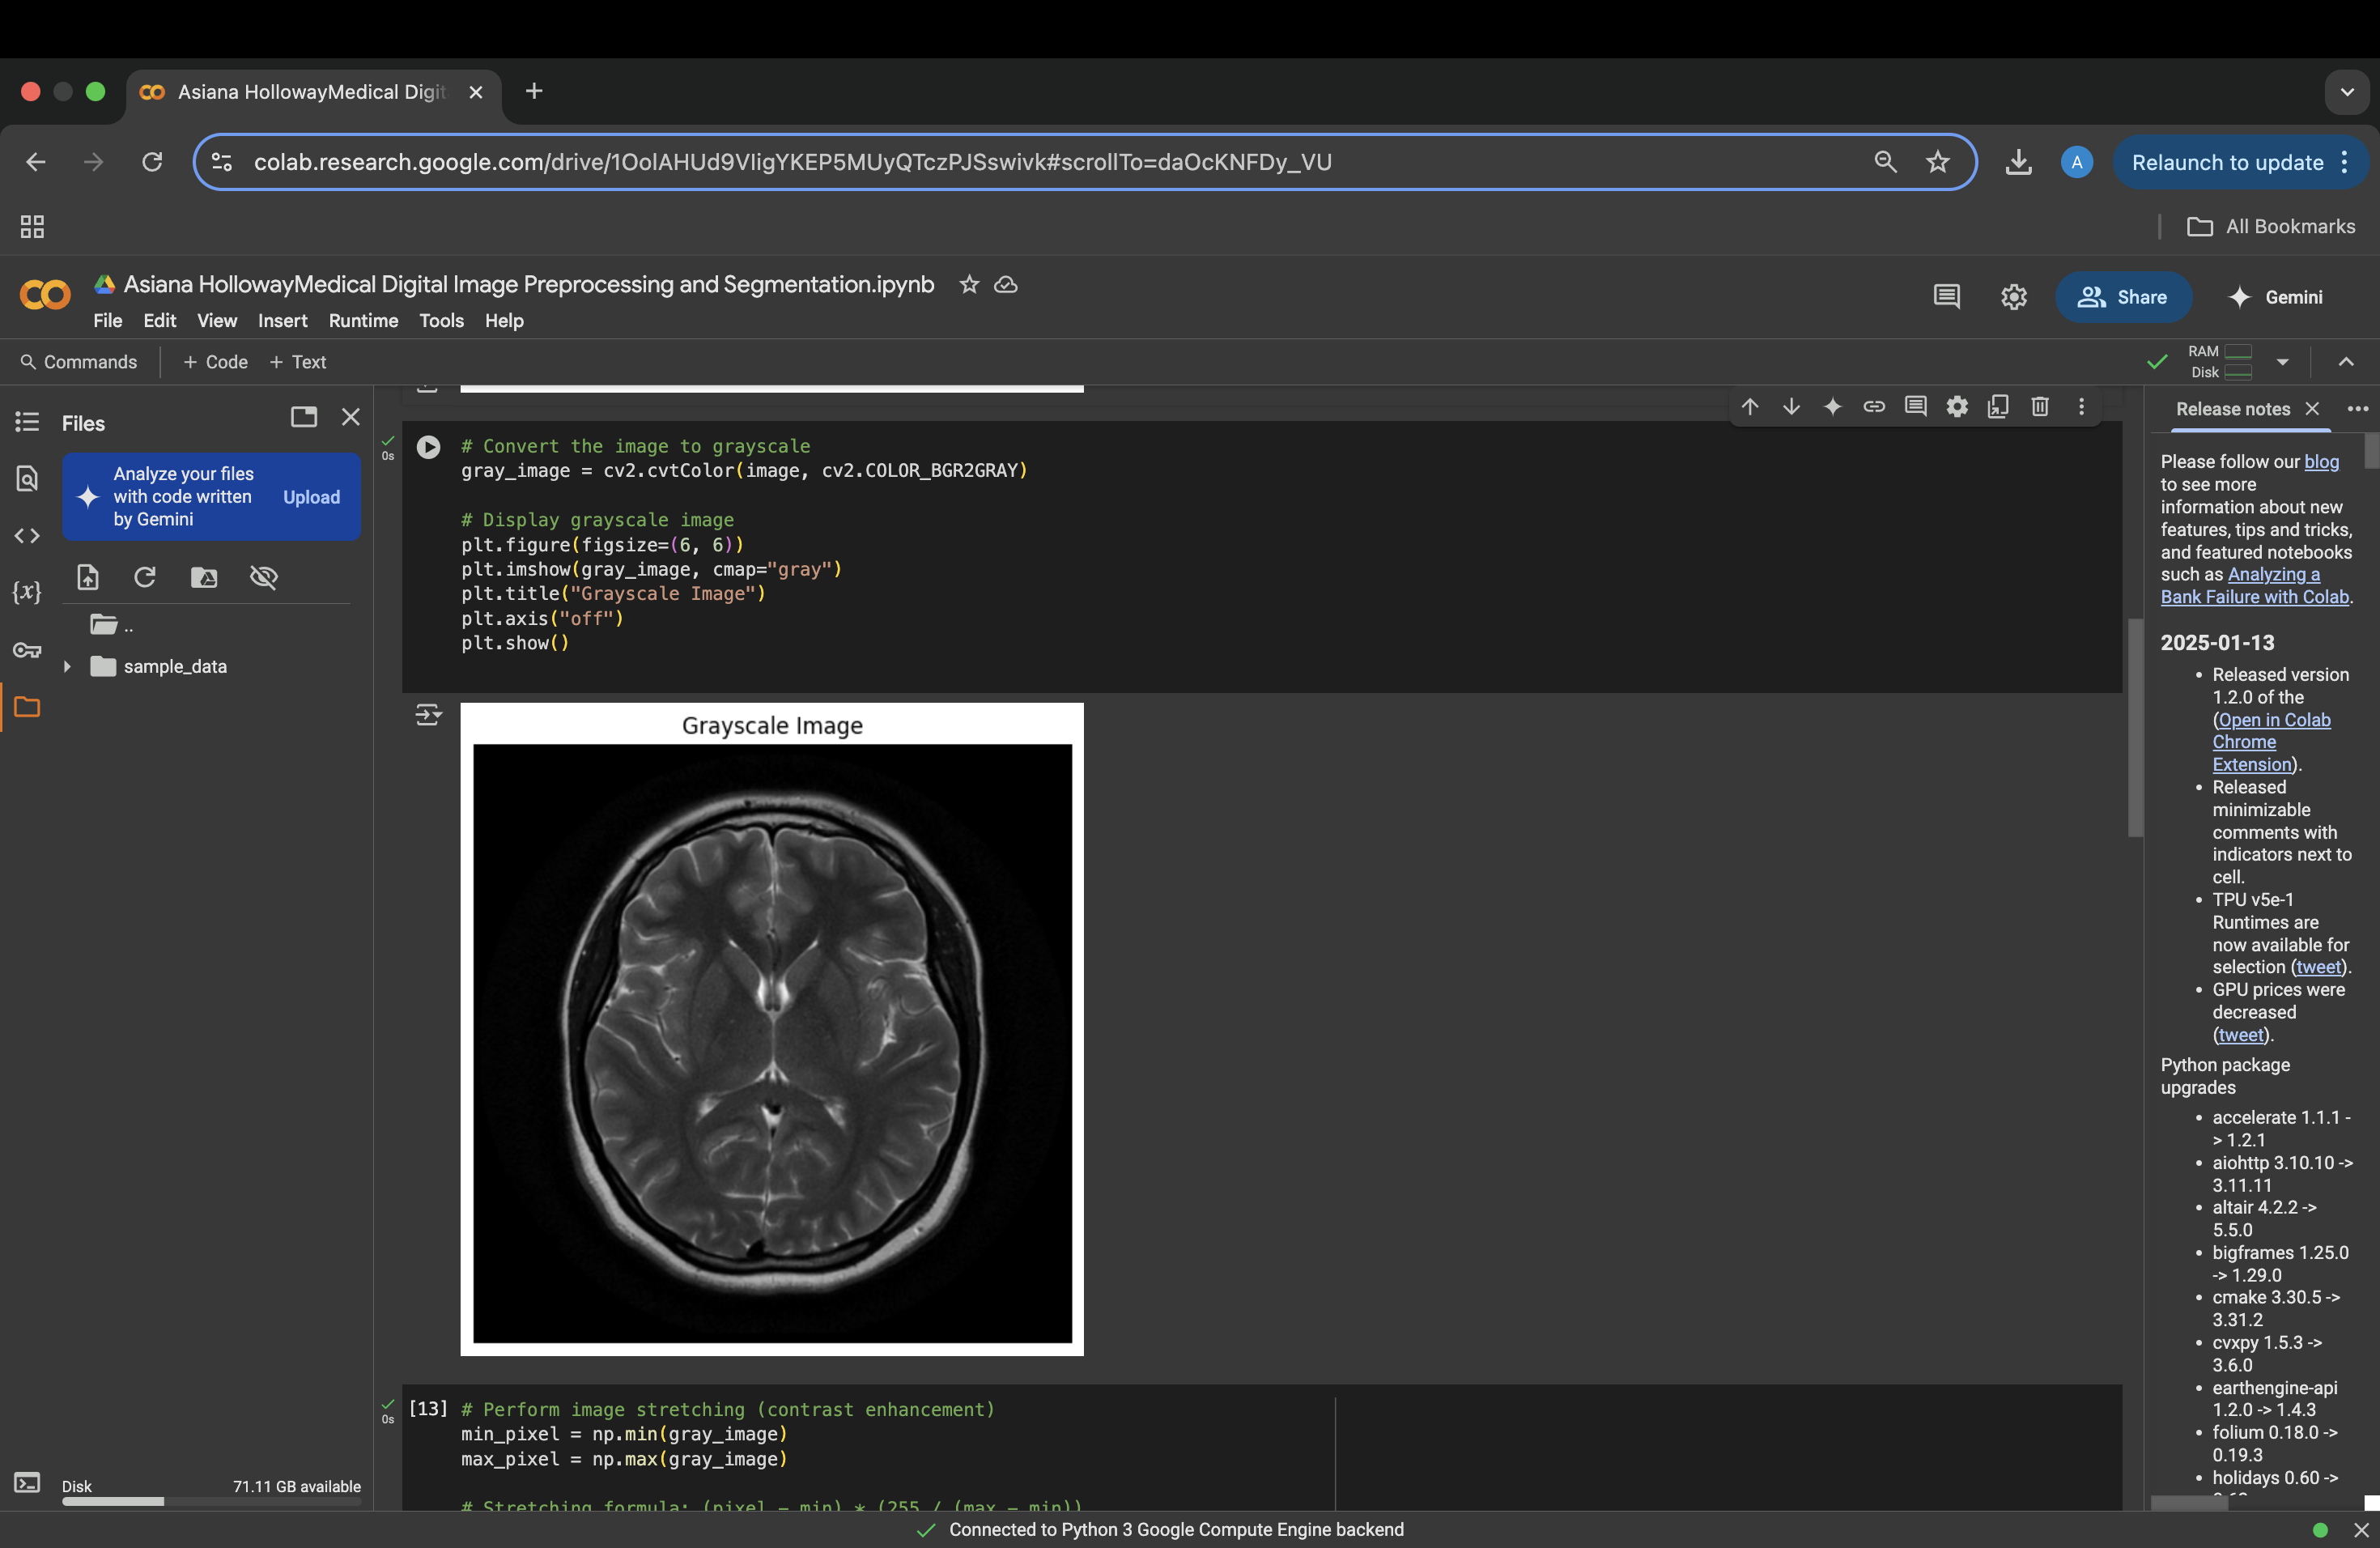 Asiana HollowayMedical Digit
colab.research.google.com/drive/1OolAHUd9VligYKEP5MUyQTczPJSswivk#scrollTo=daOcKNFDy_VU
A
Relaunch to update
All Bookmarks
Asiana HollowayMedical Digital Image Preprocessing and Segmentation.ipynb
File Edit View Insert Runtime Tools Help
Share
Gemini
Commands
+ Code + Text
RAM
Disk
Files
Analyze your files
with code written
by Gemini
Upload
..
sample_data
Disk
71.11 GB available
0s
# Convert the image to grayscale
gray_image = cv2.cvtColor(image, cv2.COLOR_BGR2GRAY)
# Display grayscale image
plt.figure(figsize=(6, 6))
plt.imshow(gray_image, cmap="gray")
plt.title("Grayscale Image")
plt.axis("off")
plt.show()
Grayscale Image
0s
[13]
# Perform image stretching (contrast enhancement)
min_pixel = np.min(gray_image)
max_pixel = np.max(gray_image)
# Stretching formula: (pixel - min) * (255 / (max - min))
Release notes
Please follow our blog
to see more
information about new
features, tips and tricks,
and featured notebooks
such as Analyzing a
Bank Failure with Colab.
2025-01-13
• Released version
1.2.0 of the
(Open in Colab
Chrome
Extension).
• Released
minimizable
comments with
indicators next to
cell.
• TPU v5e-1
Runtimes are
now available for
selection (tweet).
• GPU prices were
decreased
(tweet).
Python package
upgrades
• accelerate 1.1.1 -
> 1.2.1
• aiohttp 3.10.10 ->
3.11.11
• altair 4.2.2 ->
5.5.0
• bigframes 1.25.0
-> 1.29.0
• cmake 3.30.5 ->
3.31.2
• cvxpy 1.5.3 ->
3.6.0
• earthengine-api
1.2.0 -> 1.4.3
• folium 0.18.0 ->
0.19.3
• holidays 0.60 ->
Connected to Python 3 Google Compute Engine backend